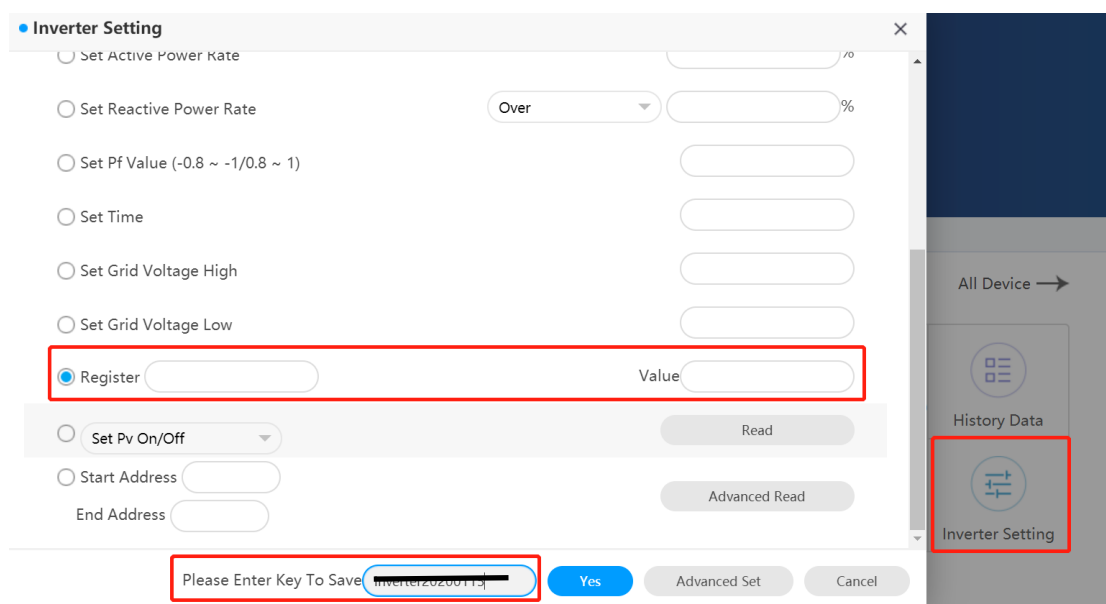 Inverter Setting
Set Active Power Rate %
Set Reactive Power Rate Over %
Set Pf Value (-0.8 ~ -1/0.8 ~ 1)
Set Time
Set Grid Voltage High
All Device
Set Grid Voltage Low
Register Value
History Data
Set Pv On/Off Read
Start Address
Advanced Read
End Address
Inverter Setting
Please Enter Key To Save Yes Advanced Set Cancel